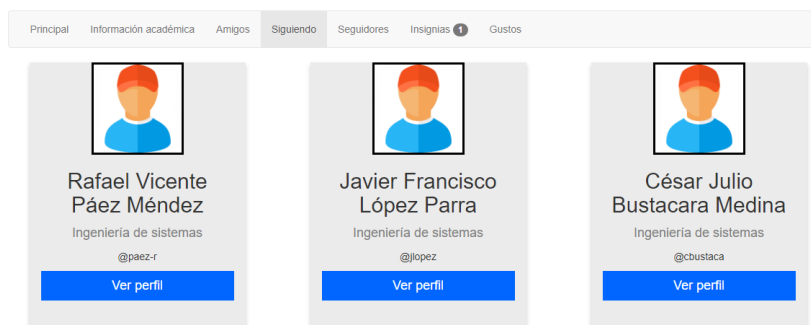 Principal Información académica Amigos Siguiendo Seguidores Insignias 1 Gustos
Rafael Vicente
Páez Méndez
Ingeniería de sistemas
@paez-r
Ver perfil
Javier Francisco
López Parra
Ingeniería de sistemas
@jlopez
Ver perfil
César Julio
Bustacara Medina
Ingeniería de sistemas
@cbustaca
Ver perfil